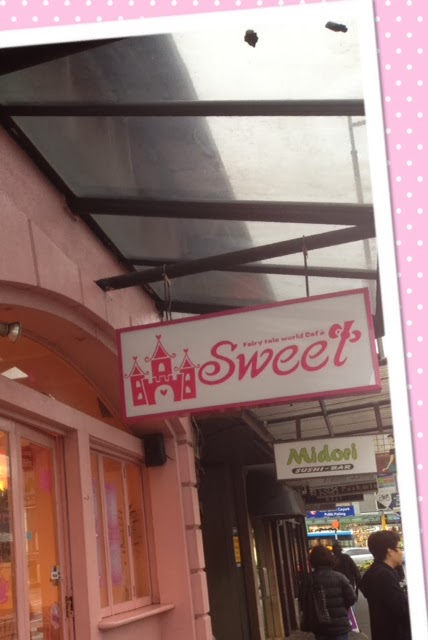 Fairy tale world Cafe
Sweet
Midori
SUSHI-BAR